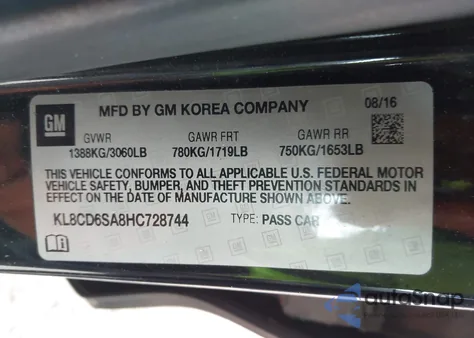 GM
MFD BY GM KOREA COMPANY 08/16
GVWR GAWR FRT GAWR RR
1388KG/3060LB 780KG/1719LB 750KG/1653LB
THIS VEHICLE CONFORMS TO ALL APPLICABLE U.S. FEDERAL MOTOR
VEHICLE SAFETY, BUMPER, AND THEFT PREVENTION STANDARDS IN
EFFECT ON THE DATE OF MANUFACTURE SHOWN ABOVE.
KL8CD6SA8HC728744 TYPE: PASS CAR
autoSnap